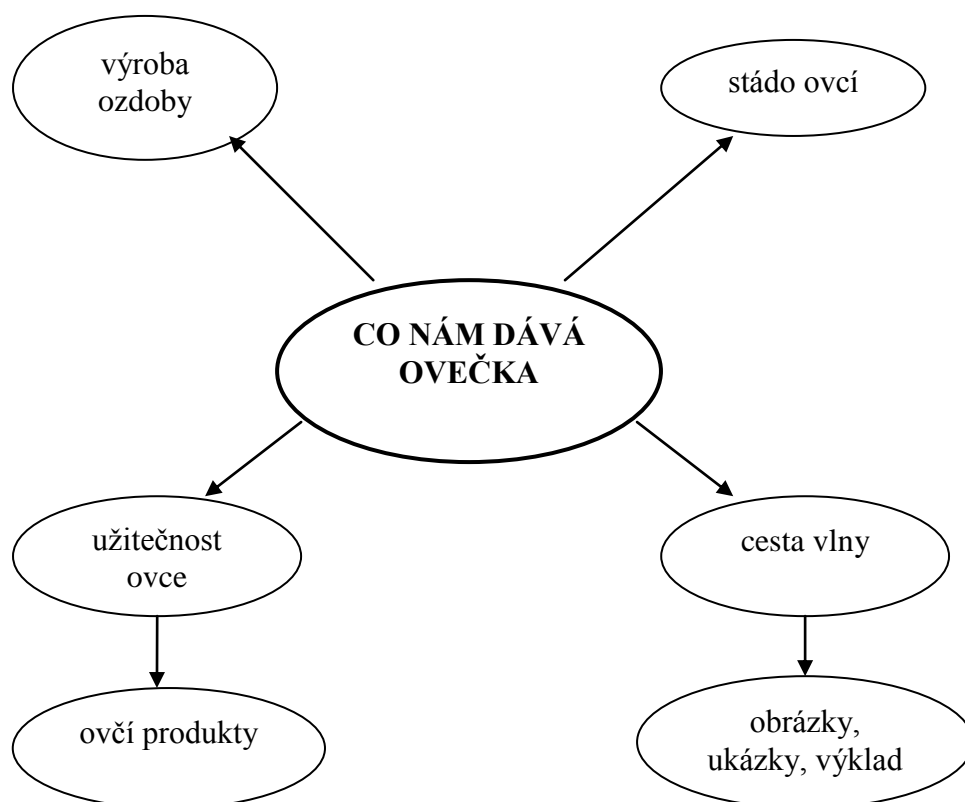 výroba
ozdoby
stádo ovcí
CO NÁM DÁVÁ
OVEČKA
užitečnost
ovce
cesta vlny
ovčí produkty
obrázky,
ukázky, výklad